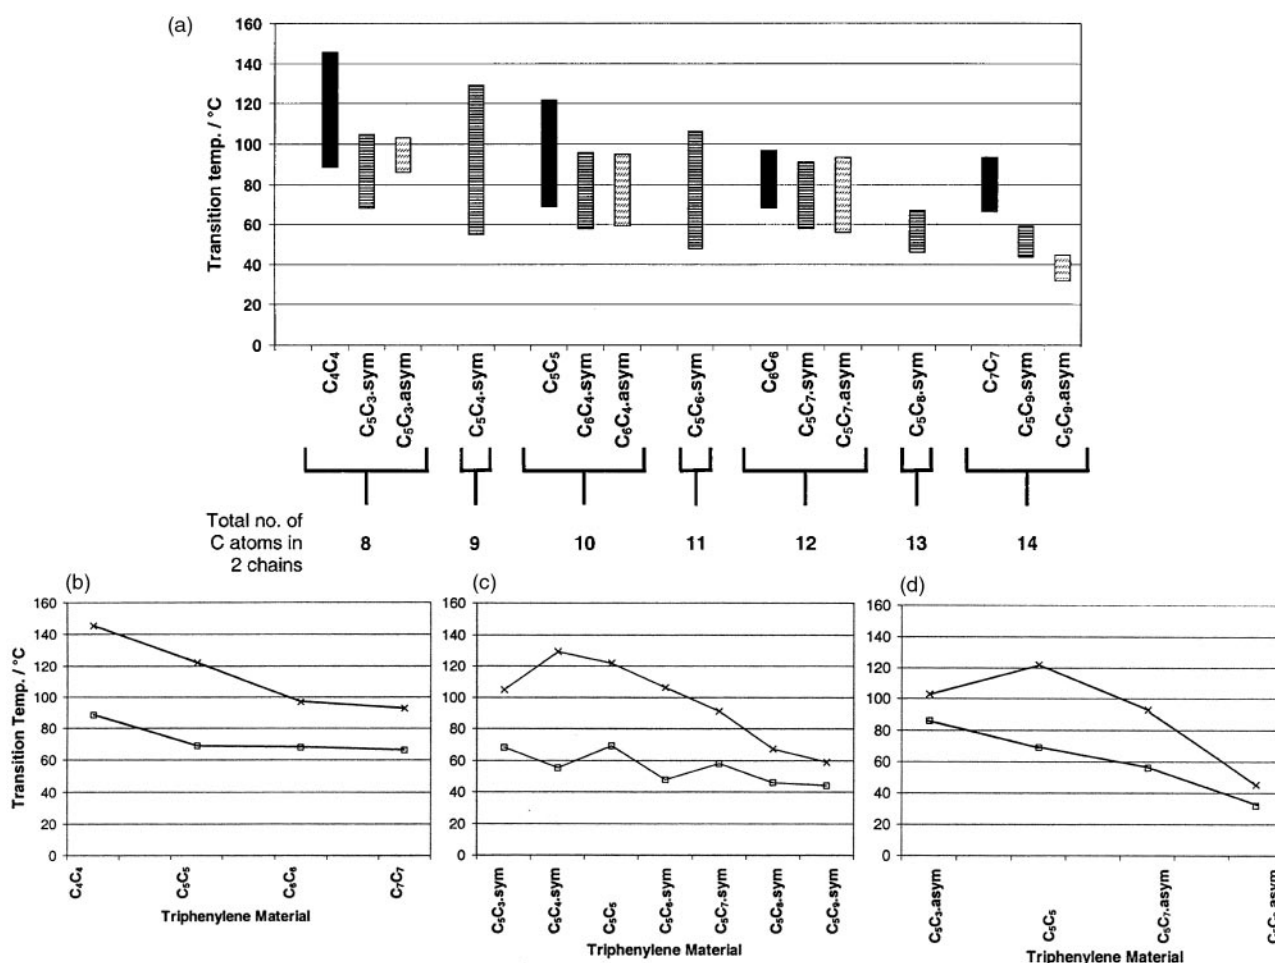 (a)
Transition temp. / °C
160
140
120
100
80
60
40
20
0
C₄C₄
C₅C₃.sym
C₅C₃.asym
C₅C₄.sym
C₅C₅
C₆C₄.sym
C₆C₄.asym
C₅C₆.sym
C₆C₆
C₅C₇.sym
C₅C₇.asym
C₅C₈.sym
C₇C₇
C₅C₉.sym
C₅C₉.asym
Total no. of
C atoms in
2 chains
8 9 10 11 12 13 14
(b)
Transition Temp. / °C
160
140
120
100
80
60
40
20
0
C₄C₄
C₅C₅
C₆C₆
C₇C₇
Triphenylene Material
(c)
160
140
120
100
80
60
40
20
0
C₅C₃.sym
C₅C₄.sym
C₅C₅
C₅C₆.sym
C₅C₇.sym
C₅C₈.sym
C₅C₉.sym
Triphenylene Material
(d)
160
140
120
100
80
60
40
20
0
C₅C₃.asym
C₅C₅
C₅C₇.asym
Triphenylene Material